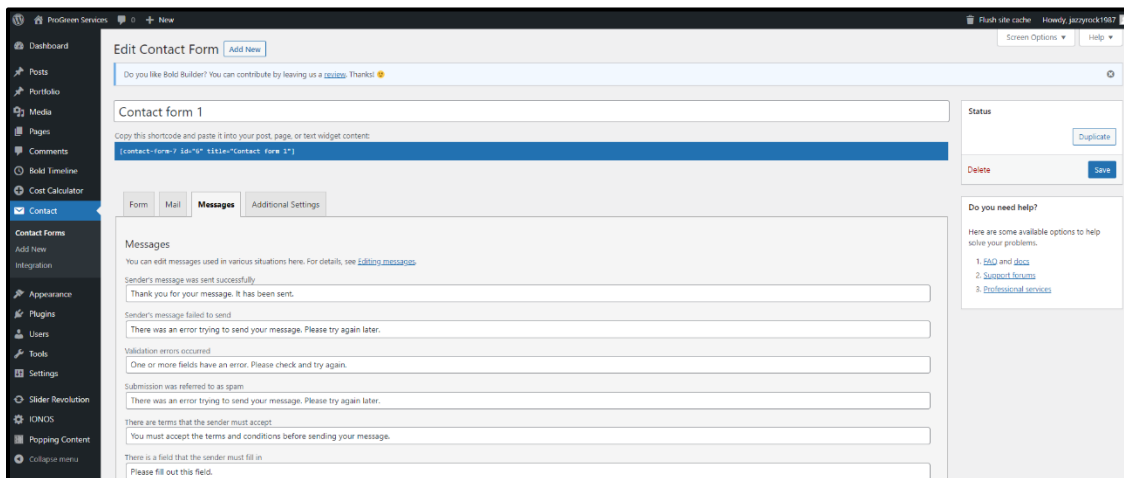 ProGreen Services 0 + New Flush site cache Howdy, jazzyrock1987
Screen Options ▼ Help ▼
Dashboard
Posts
Portfolio
Media
Pages
Comments
Bold Timeline
Cost Calculator
Contact
Contact Forms
Add New
Integration
Appearance
Plugins
Users
Tools
Settings
Slider Revolution
IONOS
Popping Content
Collapse menu
Edit Contact Form Add New
Do you like Bold Builder? You can contribute by leaving us a review. Thanks!
Contact form 1
Copy this shortcode and paste it into your post, page, or text widget content:
[contact-form-7 id="6" title="Contact form 1"]
Form Mail Messages Additional Settings
Messages
You can edit messages used in various situations here. For details, see Editing messages.
Sender's message was sent successfully
Thank you for your message. It has been sent.
Sender's message failed to send
There was an error trying to send your message. Please try again later.
Validation errors occurred
One or more fields have an error. Please check and try again.
Submission was referred to as spam
There was an error trying to send your message. Please try again later.
There are terms that the sender must accept
You must accept the terms and conditions before sending your message.
There is a field that the sender must fill in
Please fill out this field.
Status
Duplicate
Delete Save
Do you need help?
Here are some available options to help
solve your problems.
1. FAQ and docs
2. Support forums
3. Professional services